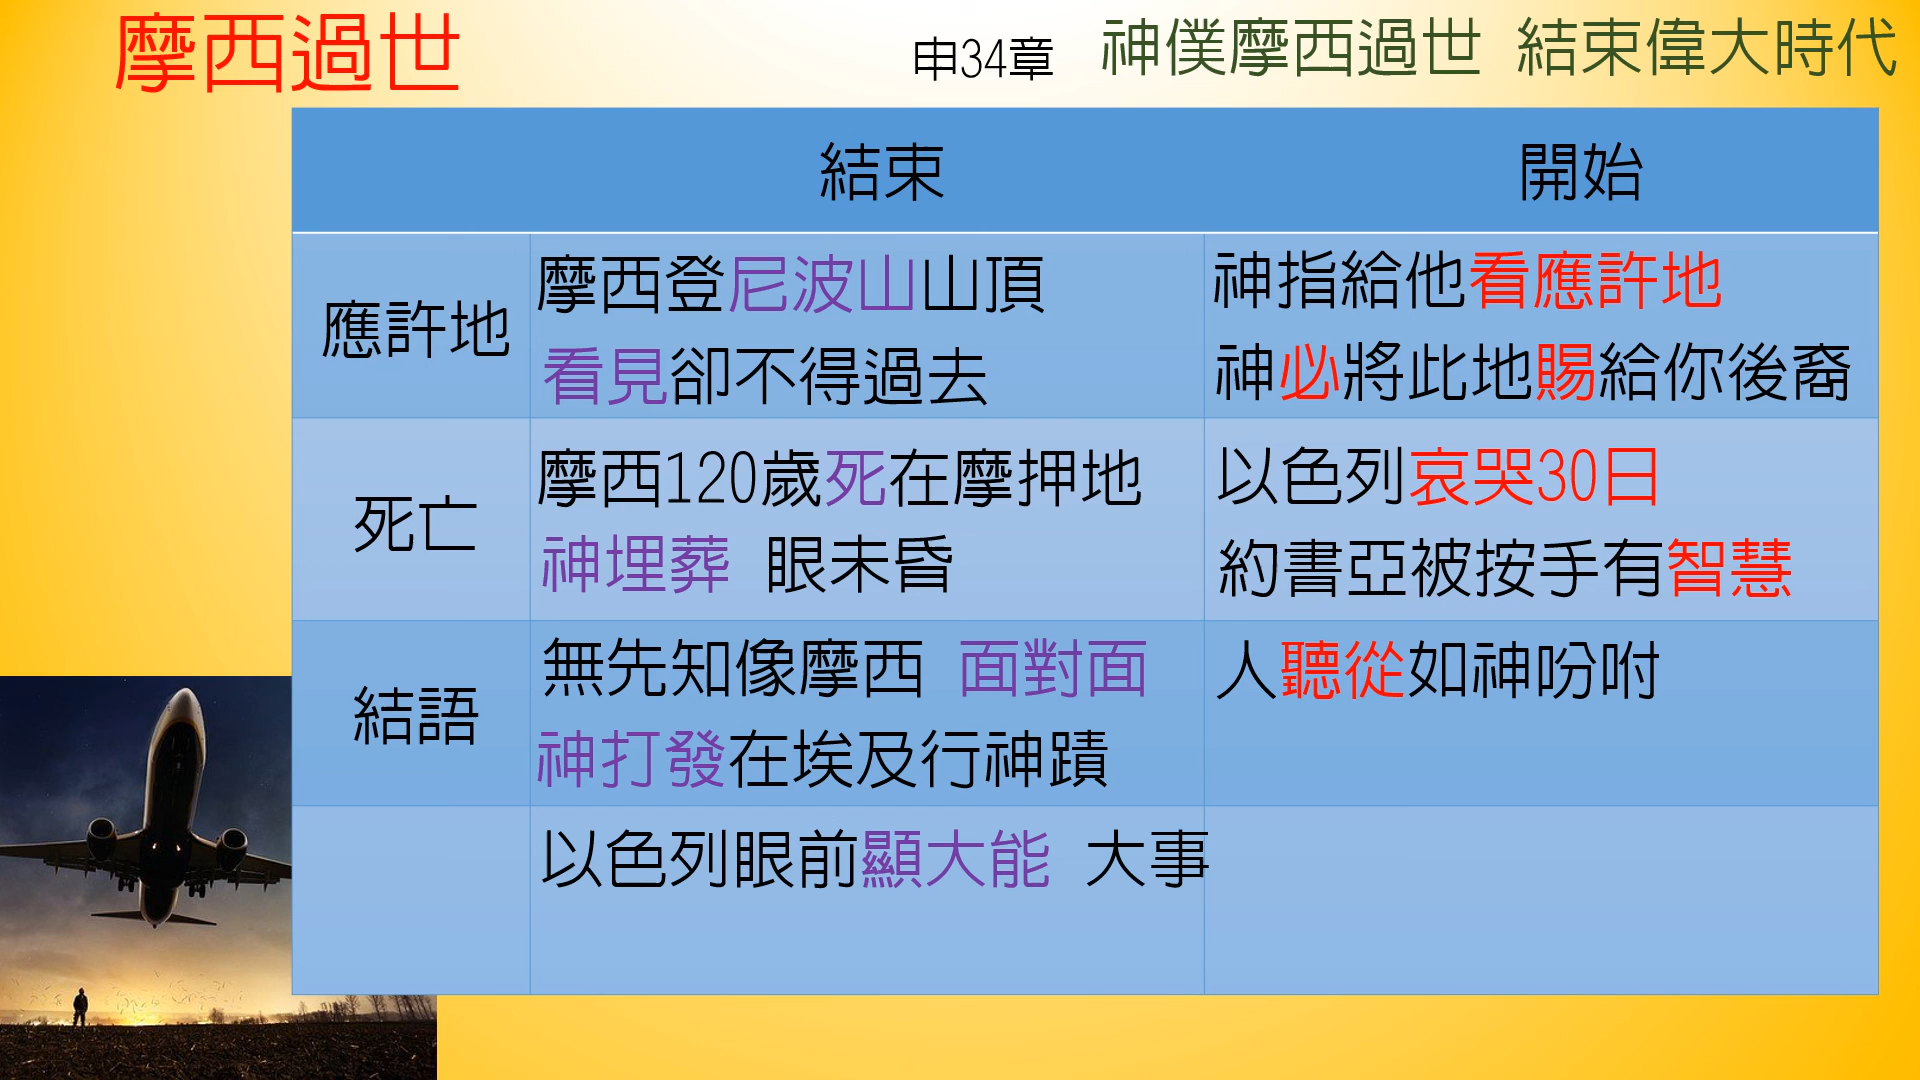 摩西過世
申34章 神僕摩西過世 結束偉大時代
結束 開始
應許地
摩西登尼波山山頂
看見卻不得過去
神指給他看應許地
神必將此地賜給你後裔
死亡
摩西120歲死在摩押地
神埋葬 眼未昏
以色列哀哭30日
約書亞被按手有智慧
結語
無先知像摩西 面對面
神打發在埃及行神蹟
人聽從如神吩咐
以色列眼前顯大能 大事